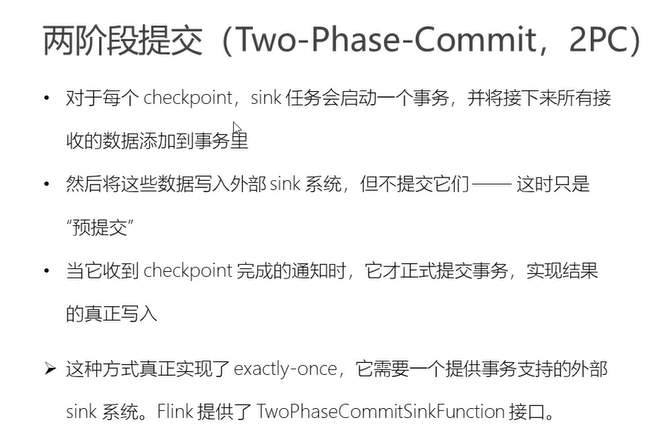 两阶段提交（Two-Phase-Commit，2PC）
• 对于每个 checkpoint，sink 任务会启动一个事务，并将接下来所有接
收的数据添加到事务里
• 然后将这些数据写入外部 sink 系统，但不提交它们 —— 这时只是
“预提交”
• 当它收到 checkpoint 完成的通知时，它才正式提交事务，实现结果
的真正写入
➢ 这种方式真正实现了 exactly-once，它需要一个提供事务支持的外部
sink 系统。Flink 提供了 TwoPhaseCommitSinkFunction 接口。